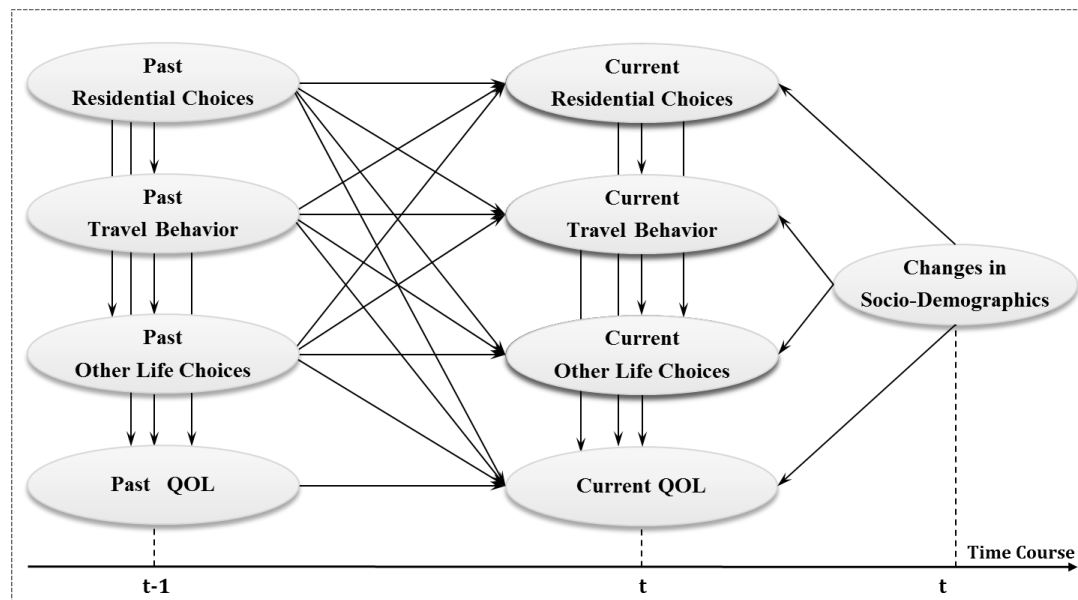 Past
Residential Choices
Current
Residential Choices
Past
Travel Behavior
Current
Travel Behavior
Changes in
Socio-Demographics
Past
Other Life Choices
Current
Other Life Choices
Past QOL
Current QOL
Time Course
t-1
t
t